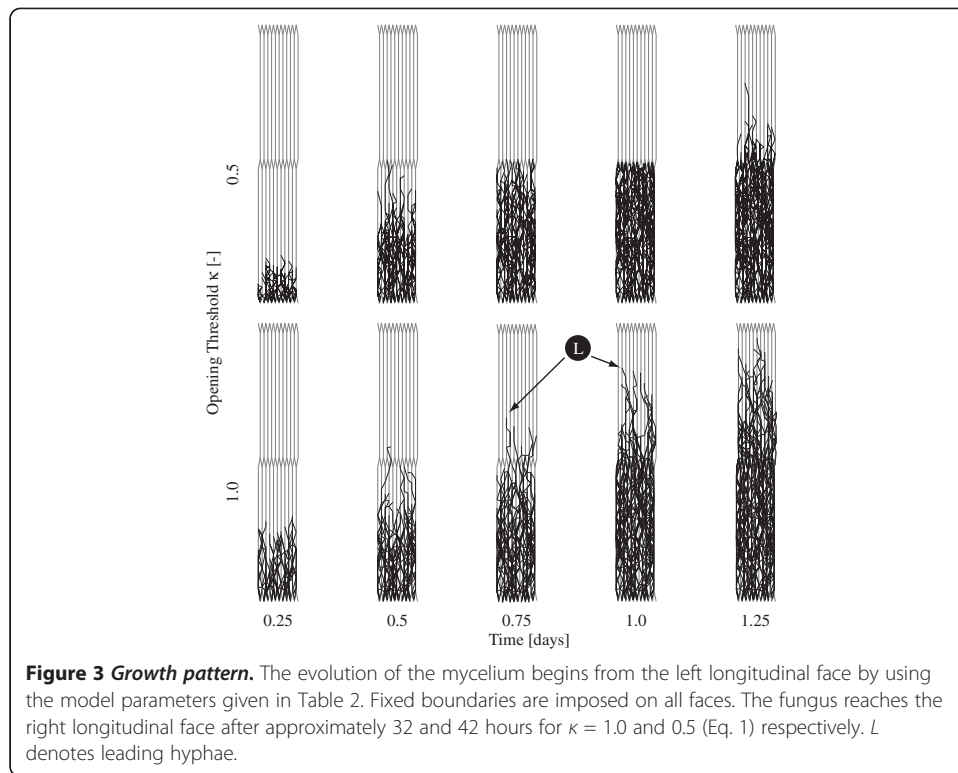 Opening Threshold κ [-]
0.5
1.0
L
0.25 0.5 0.75 1.0 1.25
Time [days]
Figure 3 Growth pattern. The evolution of the mycelium begins from the left longitudinal face by using
the model parameters given in Table 2. Fixed boundaries are imposed on all faces. The fungus reaches the
right longitudinal face after approximately 32 and 42 hours for κ = 1.0 and 0.5 (Eq. 1) respectively. L
denotes leading hyphae.